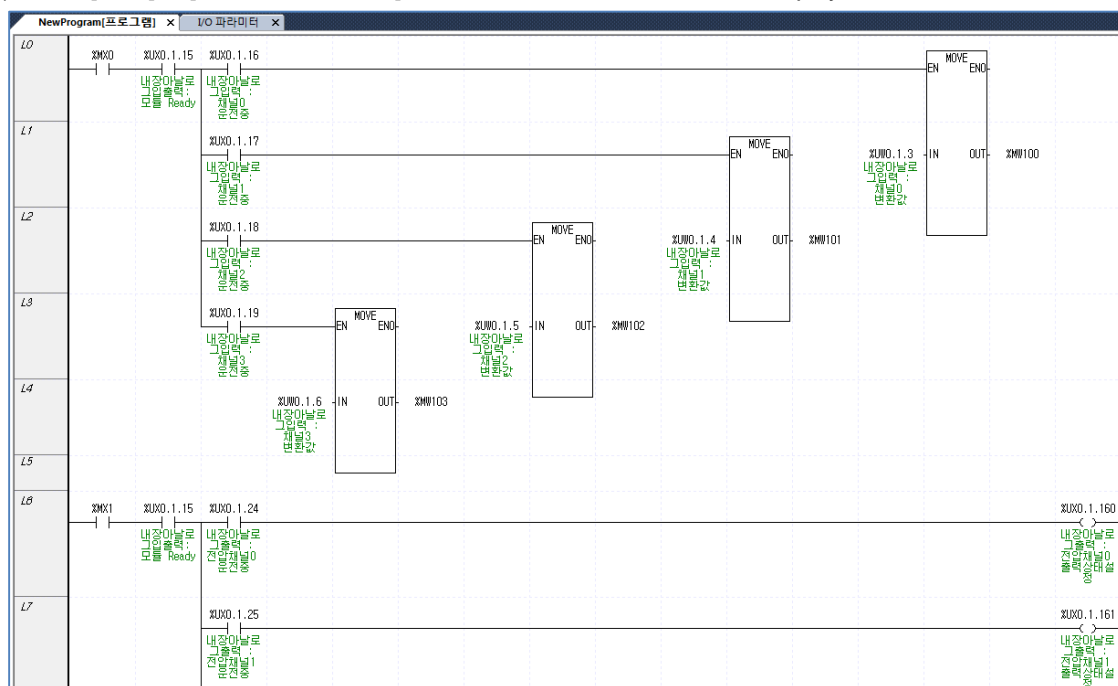 NewProgram[프로그램] x I/O 파라미터 x
L0
%MX0 %UX0.1.15 %UX0.1.16
내장아날로
그입출력:
모듈 Ready
내장아날로
그입력 :
채널0
운전중
MOVE
EN ENO
%UW0.1.3 IN OUT %MW100
내장아날로
그입력 :
채널0
변환값
L1
%UX0.1.17
내장아날로
그입력 :
채널1
운전중
MOVE
EN ENO
%UW0.1.4 IN OUT %MW101
내장아날로
그입력 :
채널1
변환값
L2
%UX0.1.18
내장아날로
그입력 :
채널2
운전중
MOVE
EN ENO
%UW0.1.5 IN OUT %MW102
내장아날로
그입력 :
채널2
변환값
L3
%UX0.1.19
내장아날로
그입력 :
채널3
운전중
MOVE
EN ENO
L4
%UW0.1.6 IN OUT %MW103
내장아날로
그입력 :
채널3
변환값
L5
L6
%MX1 %UX0.1.15 %UX0.1.24 %UX0.1.160
내장아날로
그입출력:
모듈 Ready
내장아날로
그출력 :
전압채널0
운전중
내장아날로
그출력 :
전압채널0
출력상태설
정
L7
%UX0.1.25 %UX0.1.161
내장아날로
그출력 :
전압채널1
운전중
내장아날로
그출력 :
전압채널1
출력상태설
정